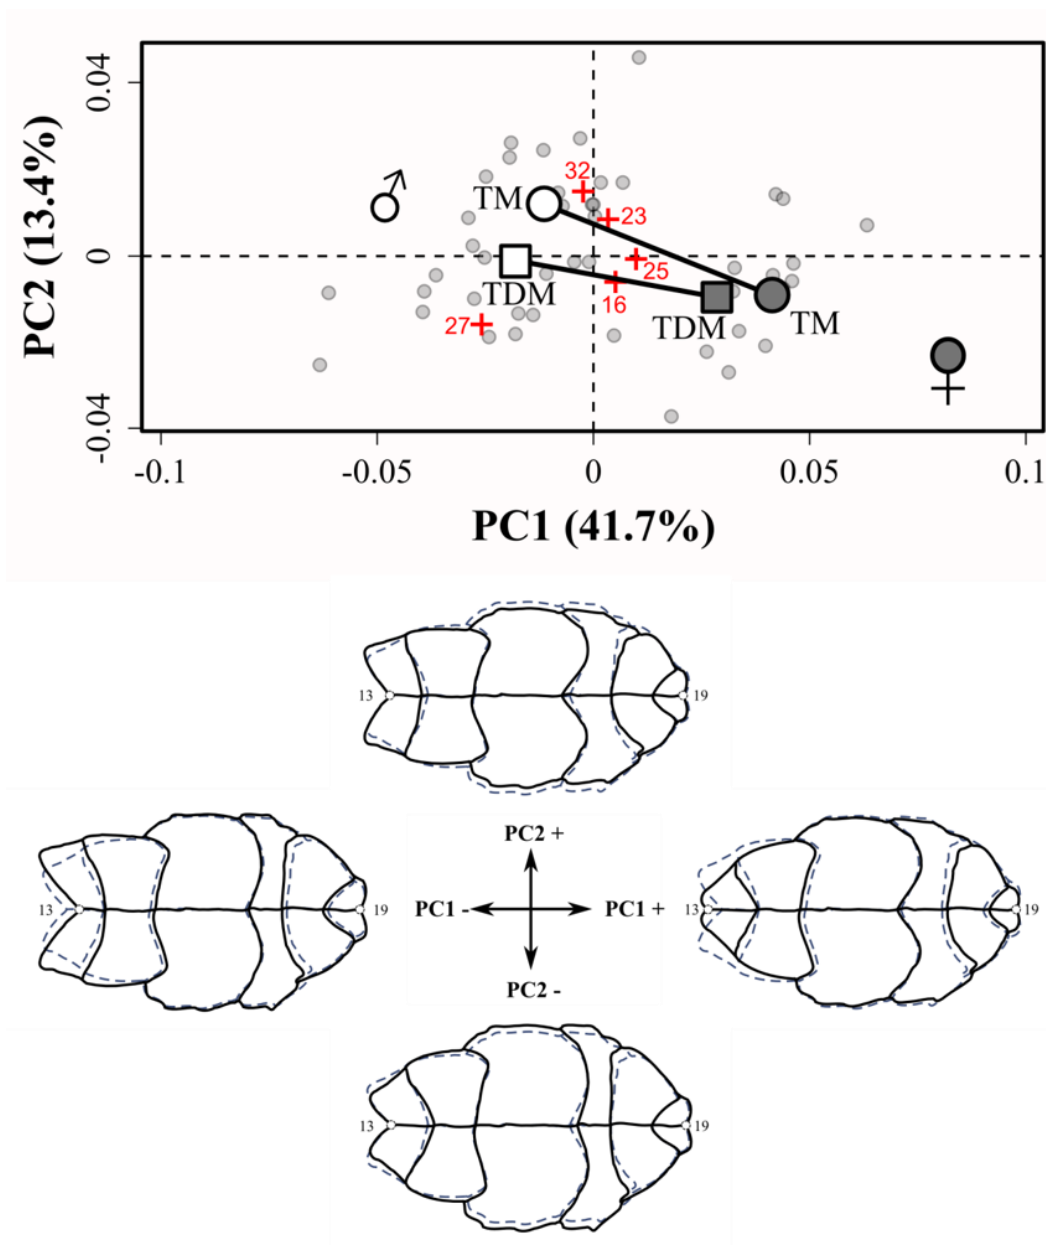 PC2 (13.4%)
0.04
0
-0.04
♂
TM
32
23
25
16
27
TDM
TDM
TM
♀
-0.1
-0.05
0
0.05
0.1
PC1 (41.7%)
13
19
PC2 +
13
19
PC1 -
PC1 +
13
19
PC2 -
13
19